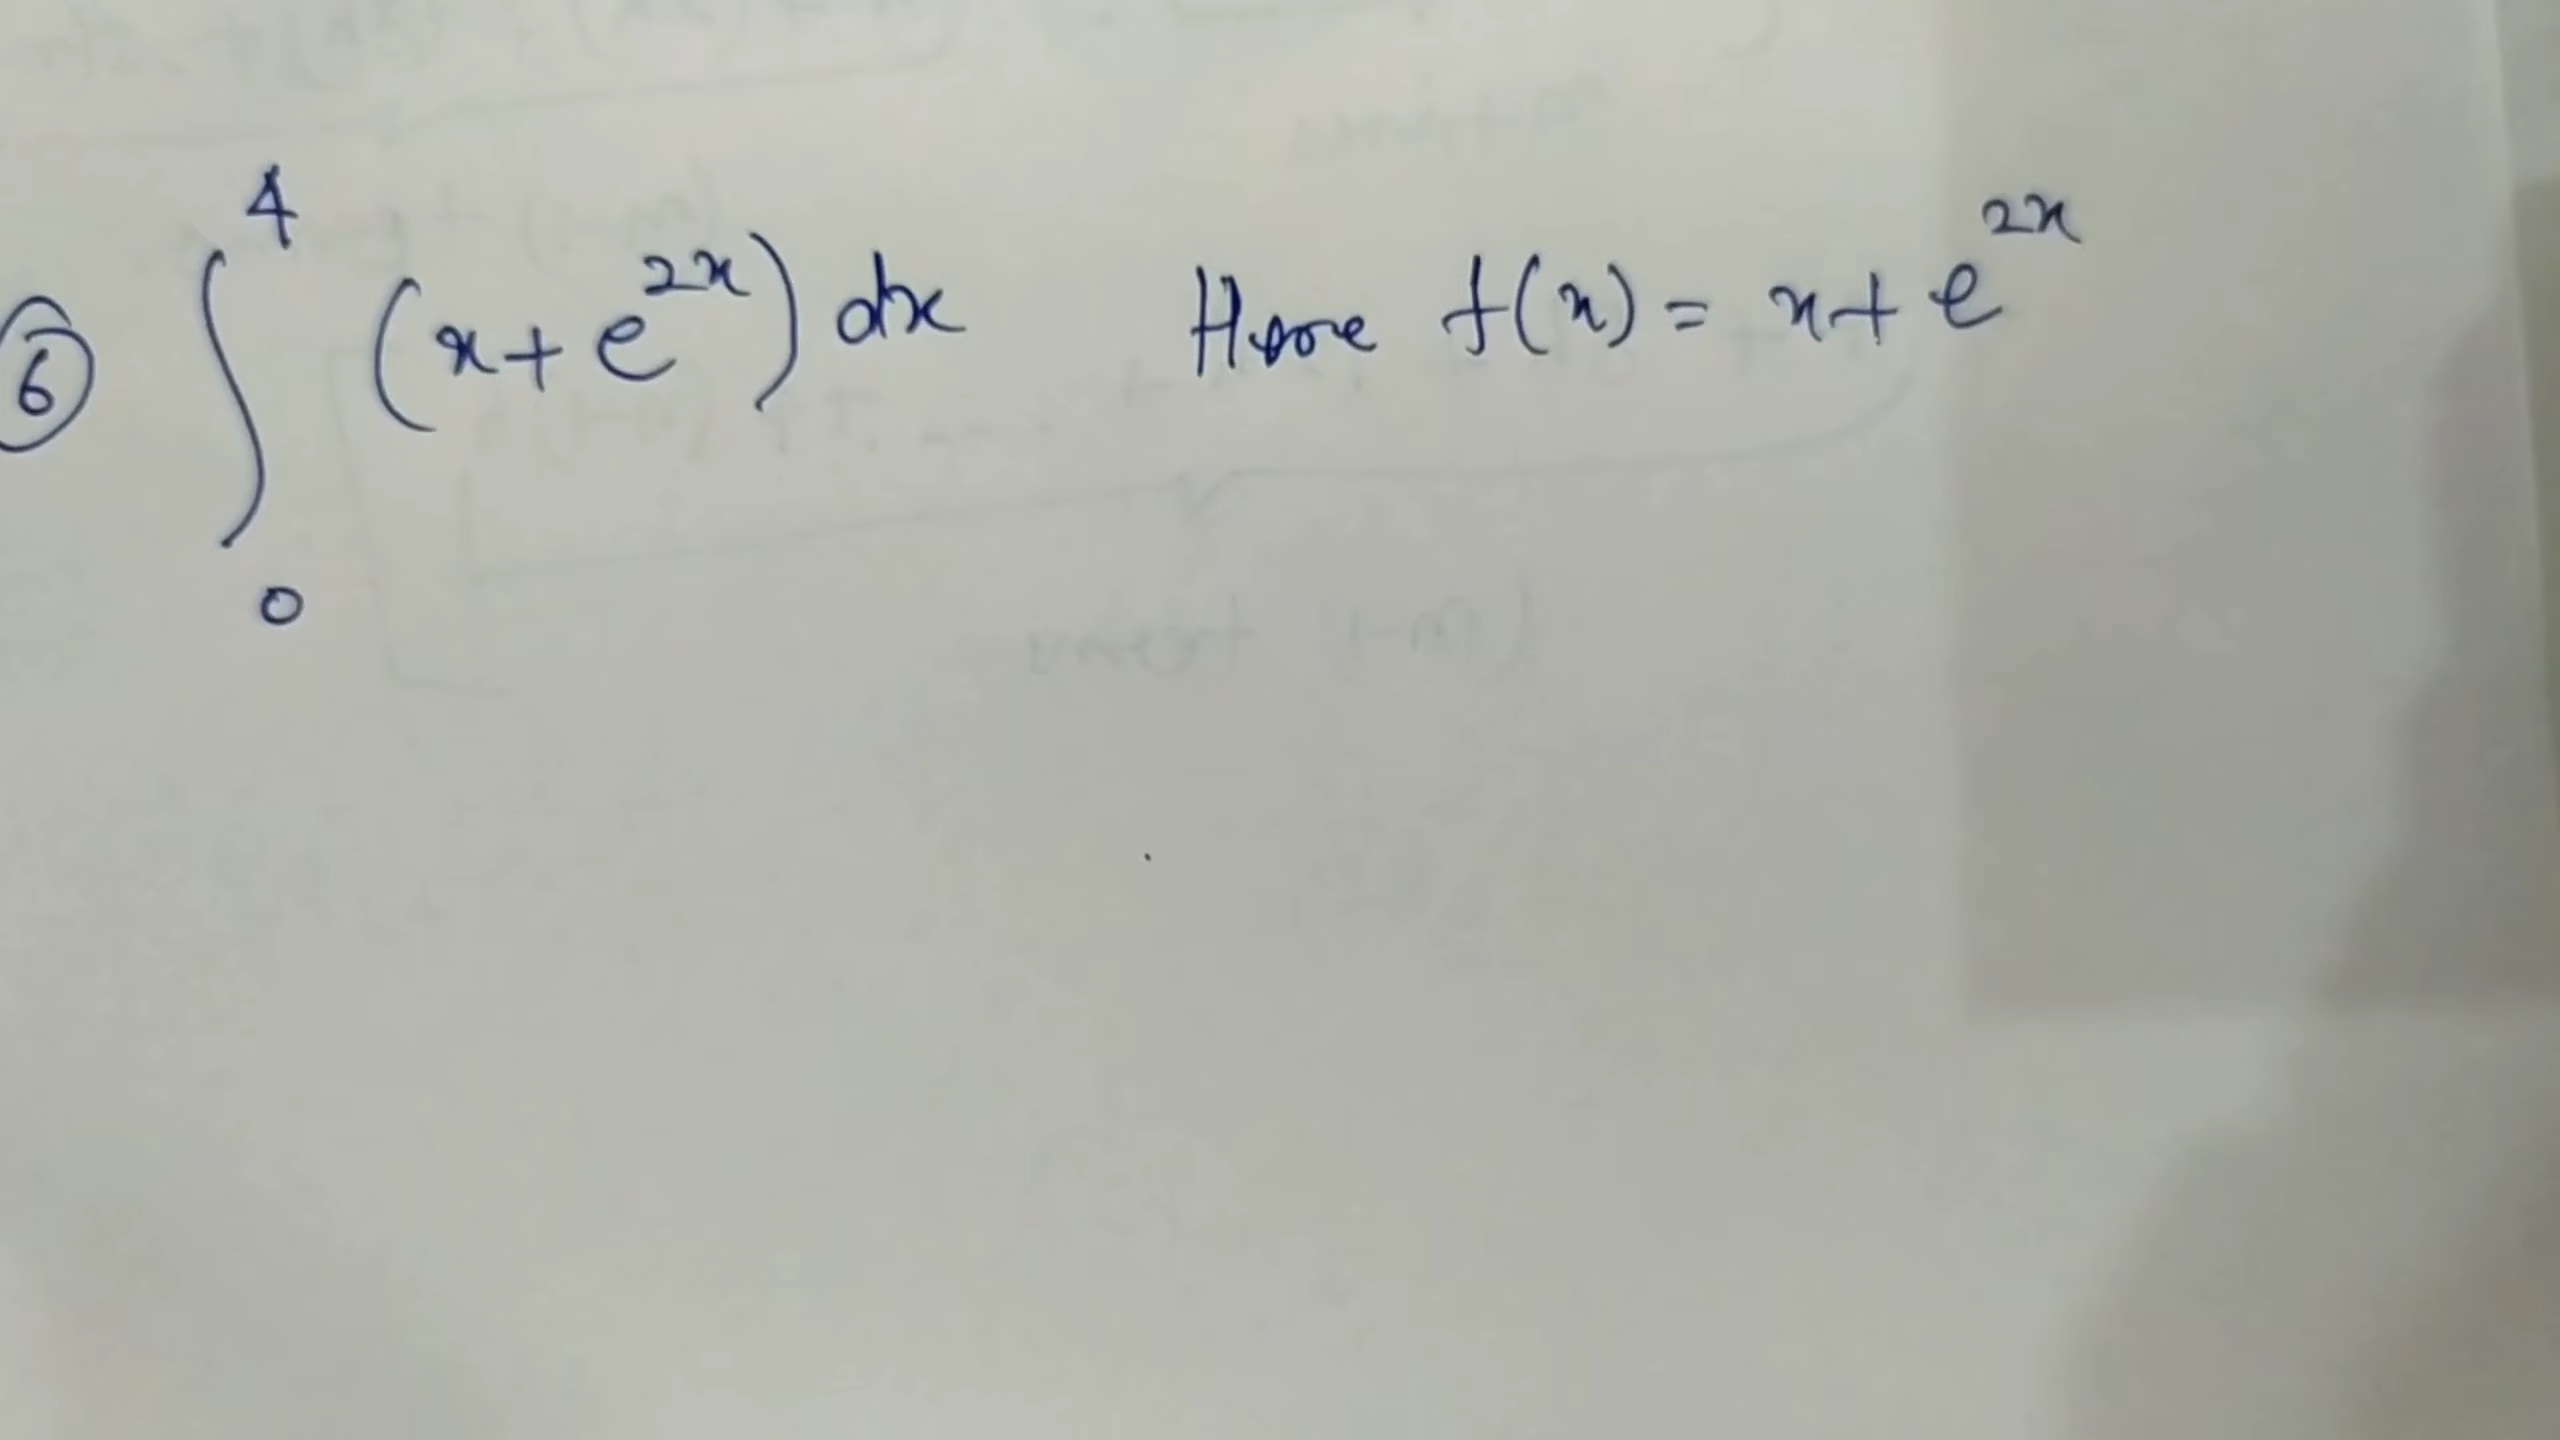 ⑥ ∫₀⁴ (x + e^{2x}) dx Here f(x) = x + e^{2x}